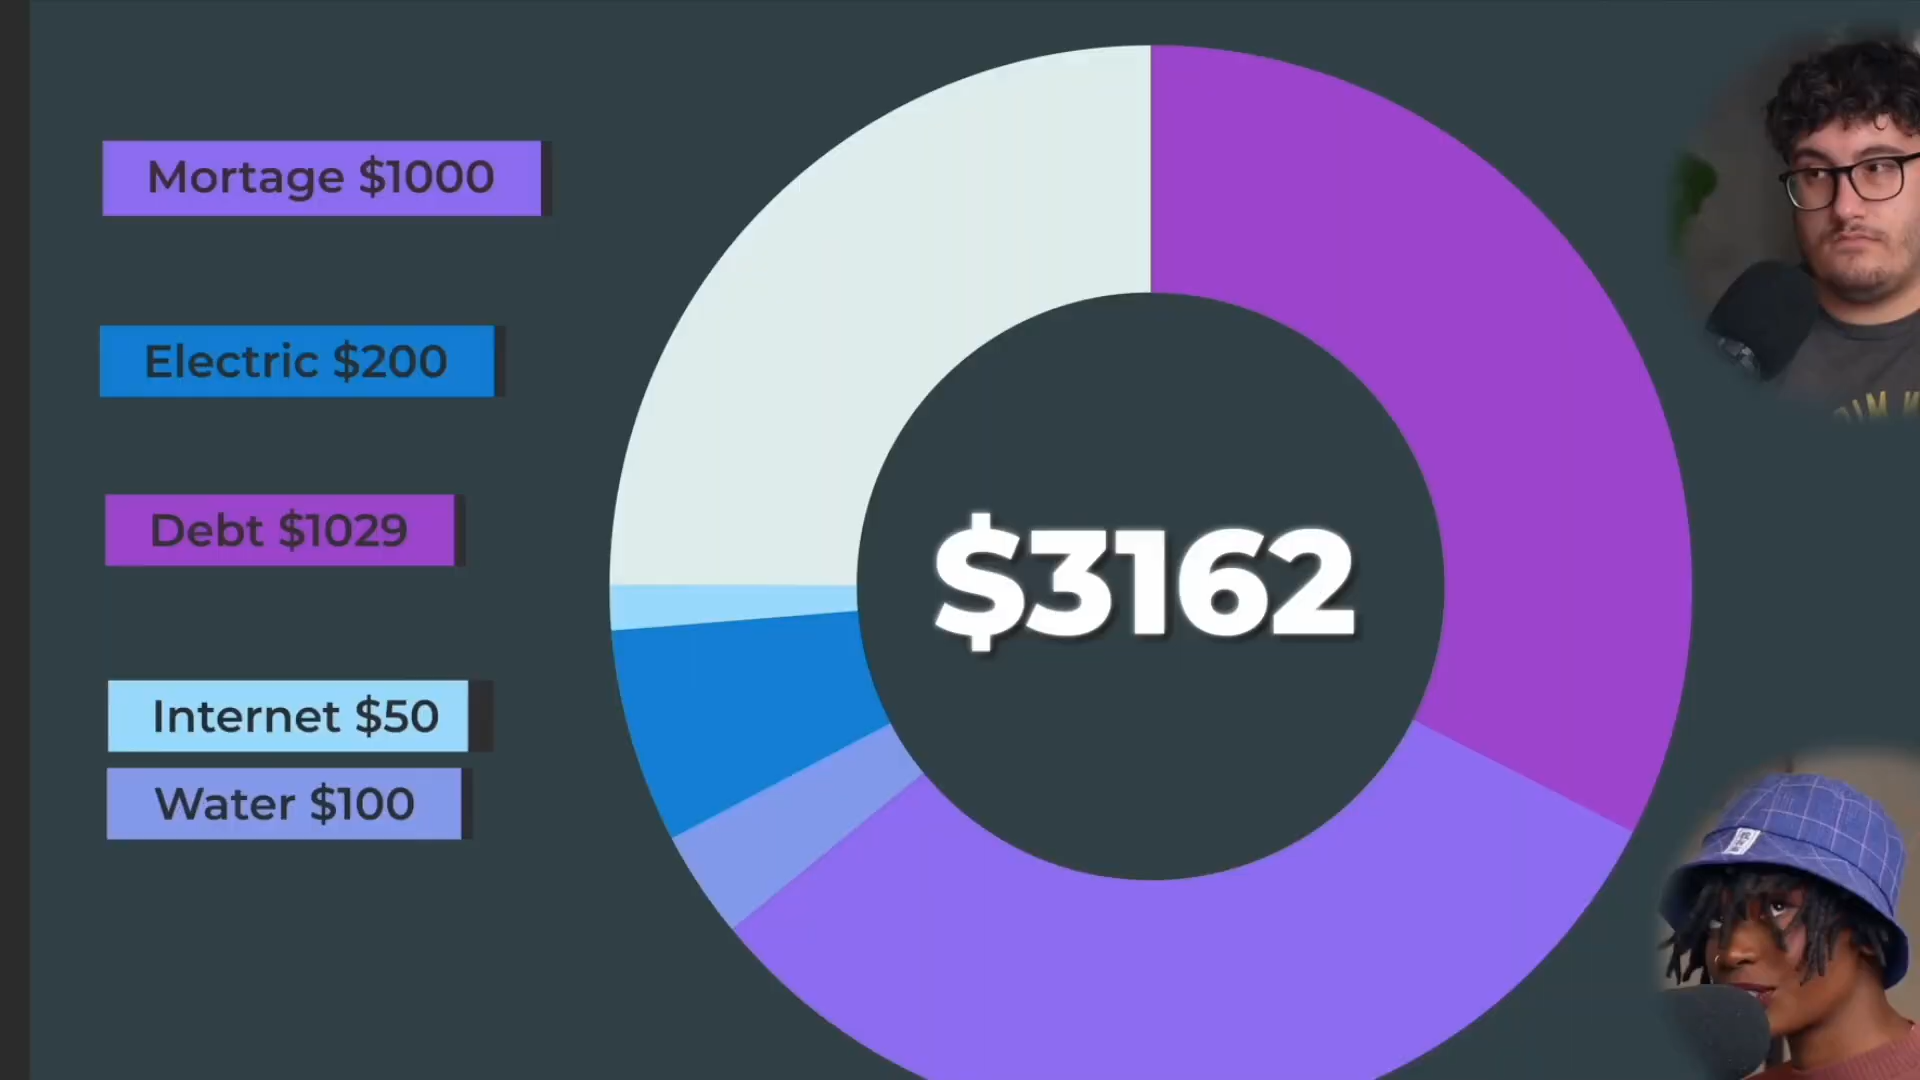 Mortage $1000
Electric $200
Debt $1029
Internet $50
Water $100
$3162